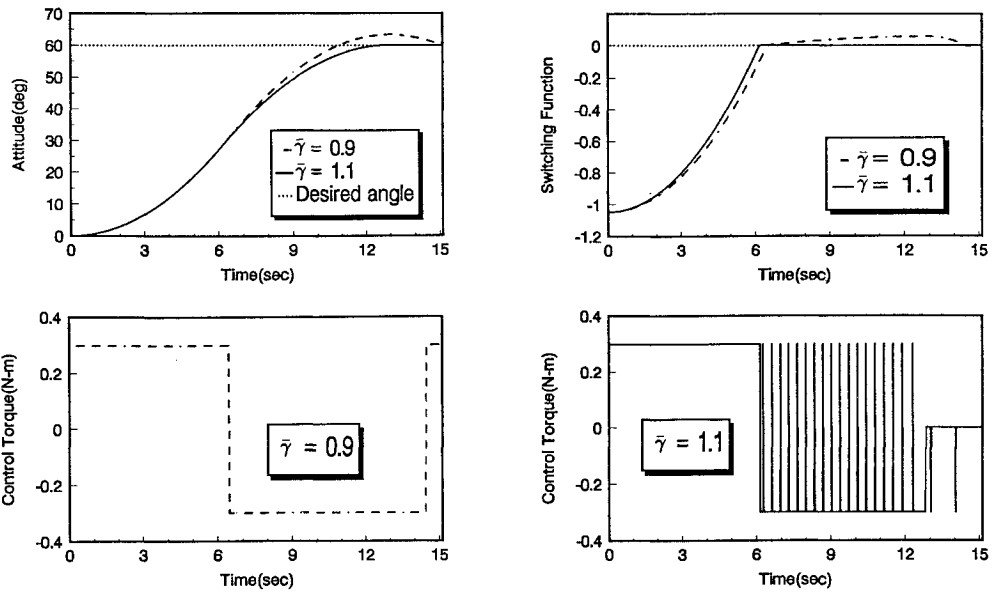 70
60
50
40
30
20
10
0
Attitude(deg)
0 3 6 9 12 15
Time(sec)
γ̄ = 0.9
γ̄ = 1.1
Desired angle
0
-0.2
-0.4
-0.6
-0.8
-1
-1.2
Switching Function
0 3 6 9 12 15
Time(sec)
γ̄ = 0.9
γ̄ = 1.1
0.4
0.2
0
-0.2
-0.4
Control Torque(N-m)
0 3 6 9 12 15
Time(sec)
γ̄ = 0.9
0.4
0.2
0
-0.2
-0.4
Control Torque(N-m)
0 3 6 9 12 15
Time(sec)
γ̄ = 1.1